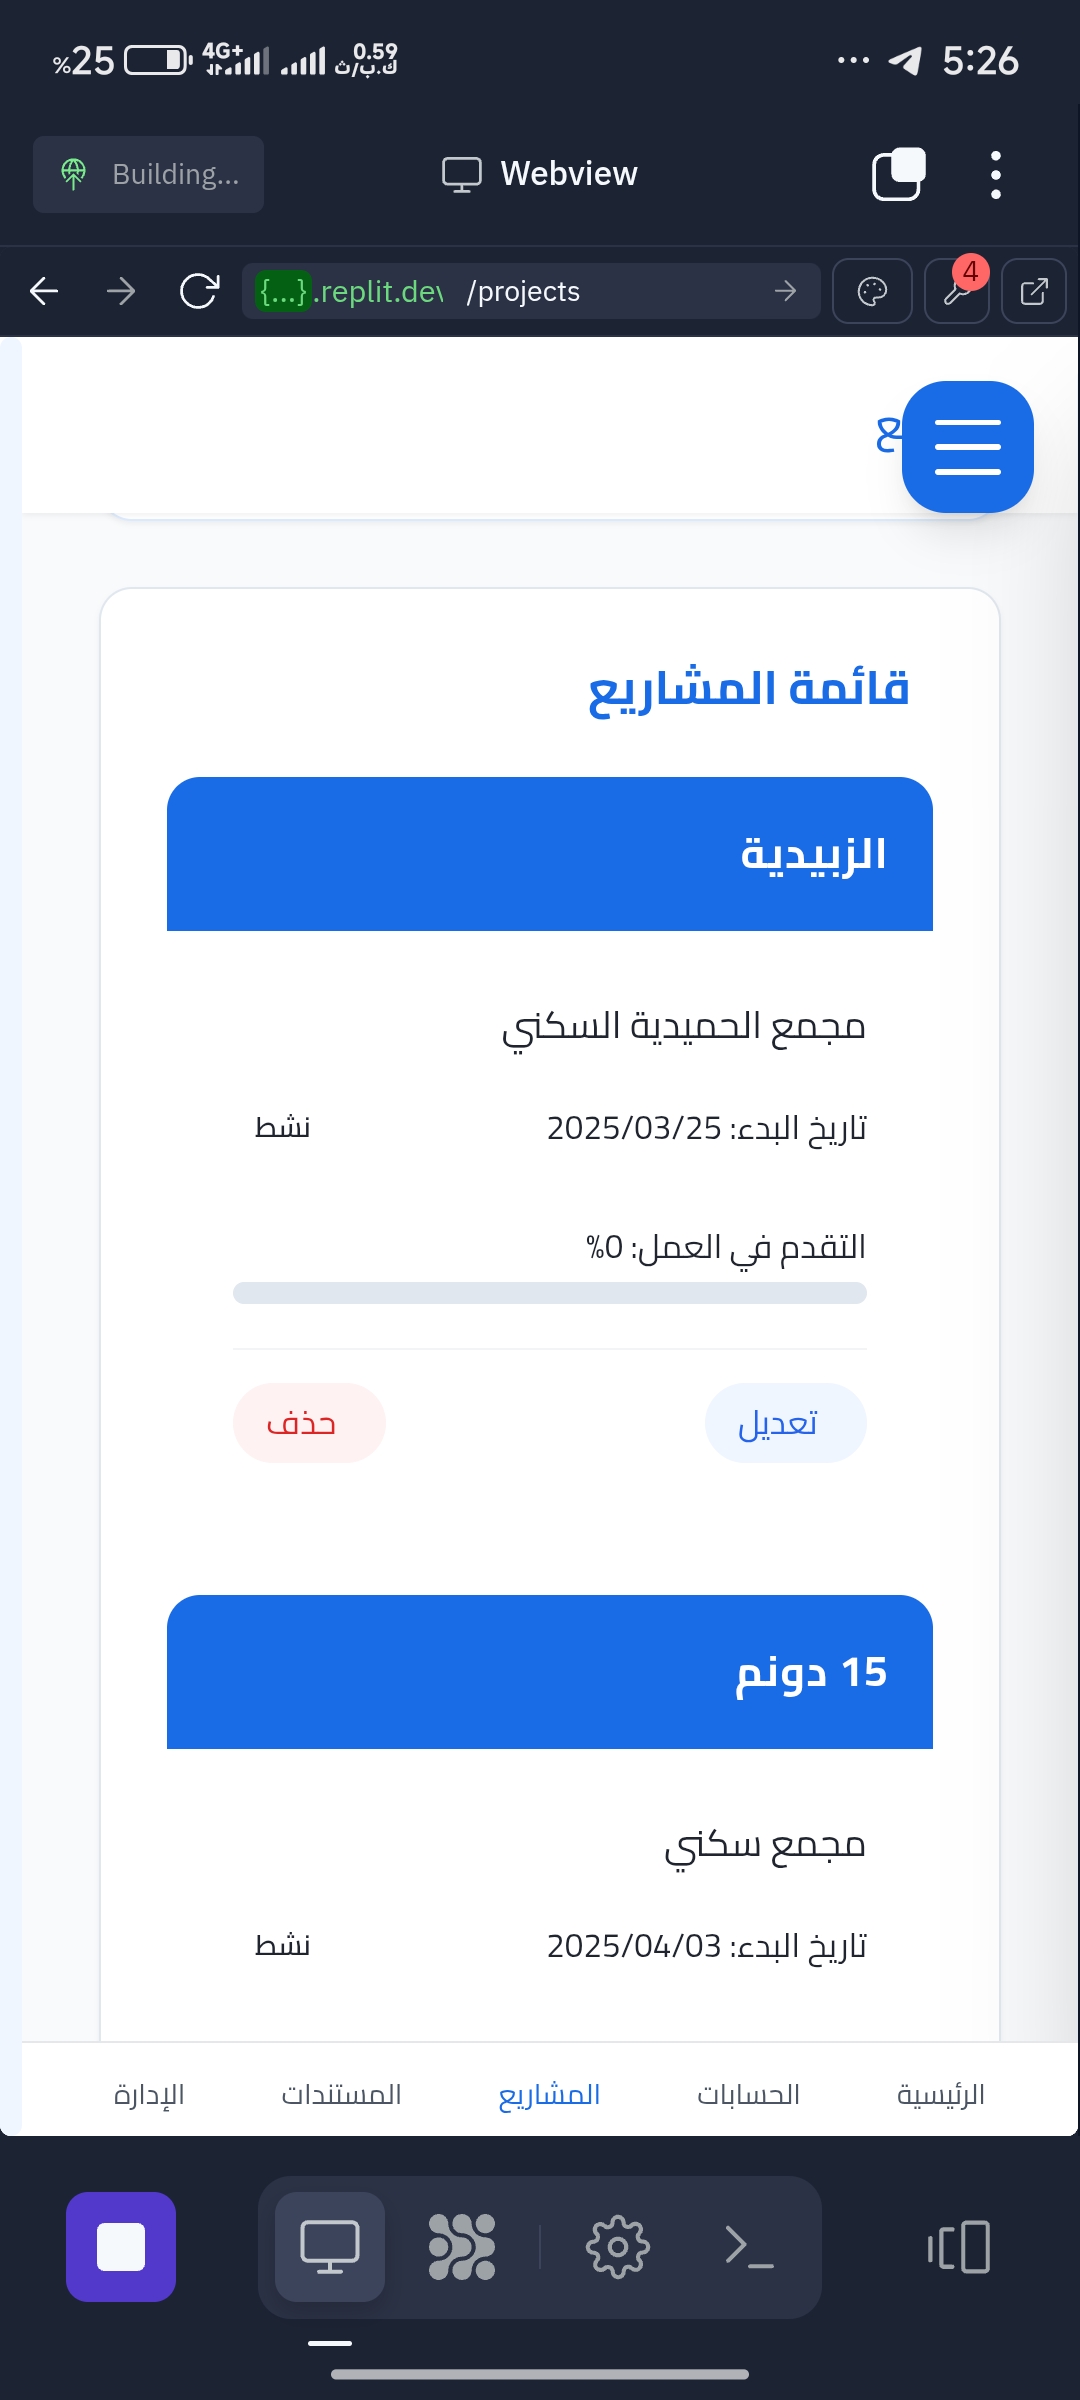 %25 4G+ 0.59 ك.ب/ث ... 5:26
Building... Webview
{...}.replit.dev /projects 4
ع
قائمة المشاريع
الزبيدية
مجمع الحميدية السكني
تاريخ البدء: 2025/03/25 نشط
التقدم في العمل: 0%
تعديل حذف
15 دونم
مجمع سكني
تاريخ البدء: 2025/04/03 نشط
الرئيسية الحسابات المشاريع المستندات الإدارة